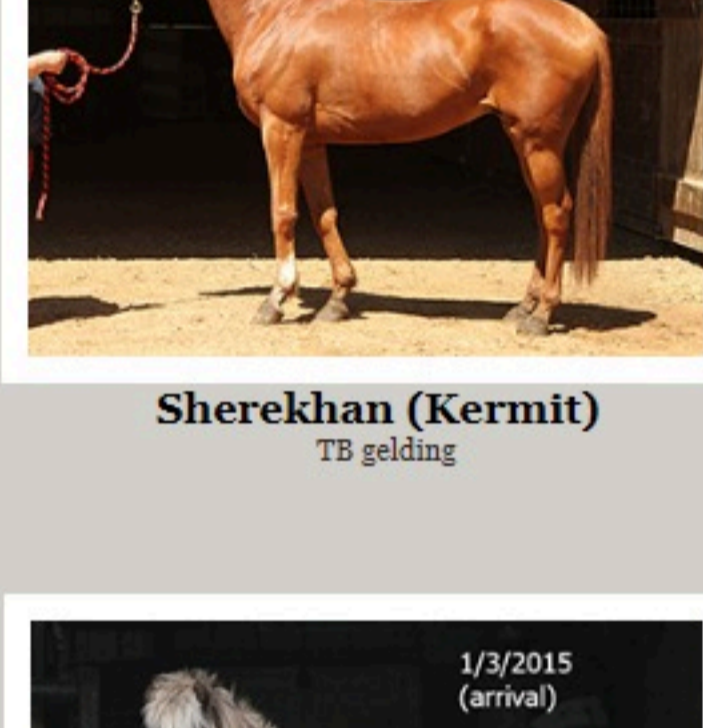 Sherekhan (Kermit)
TB gelding
1/3/2015
(arrival)